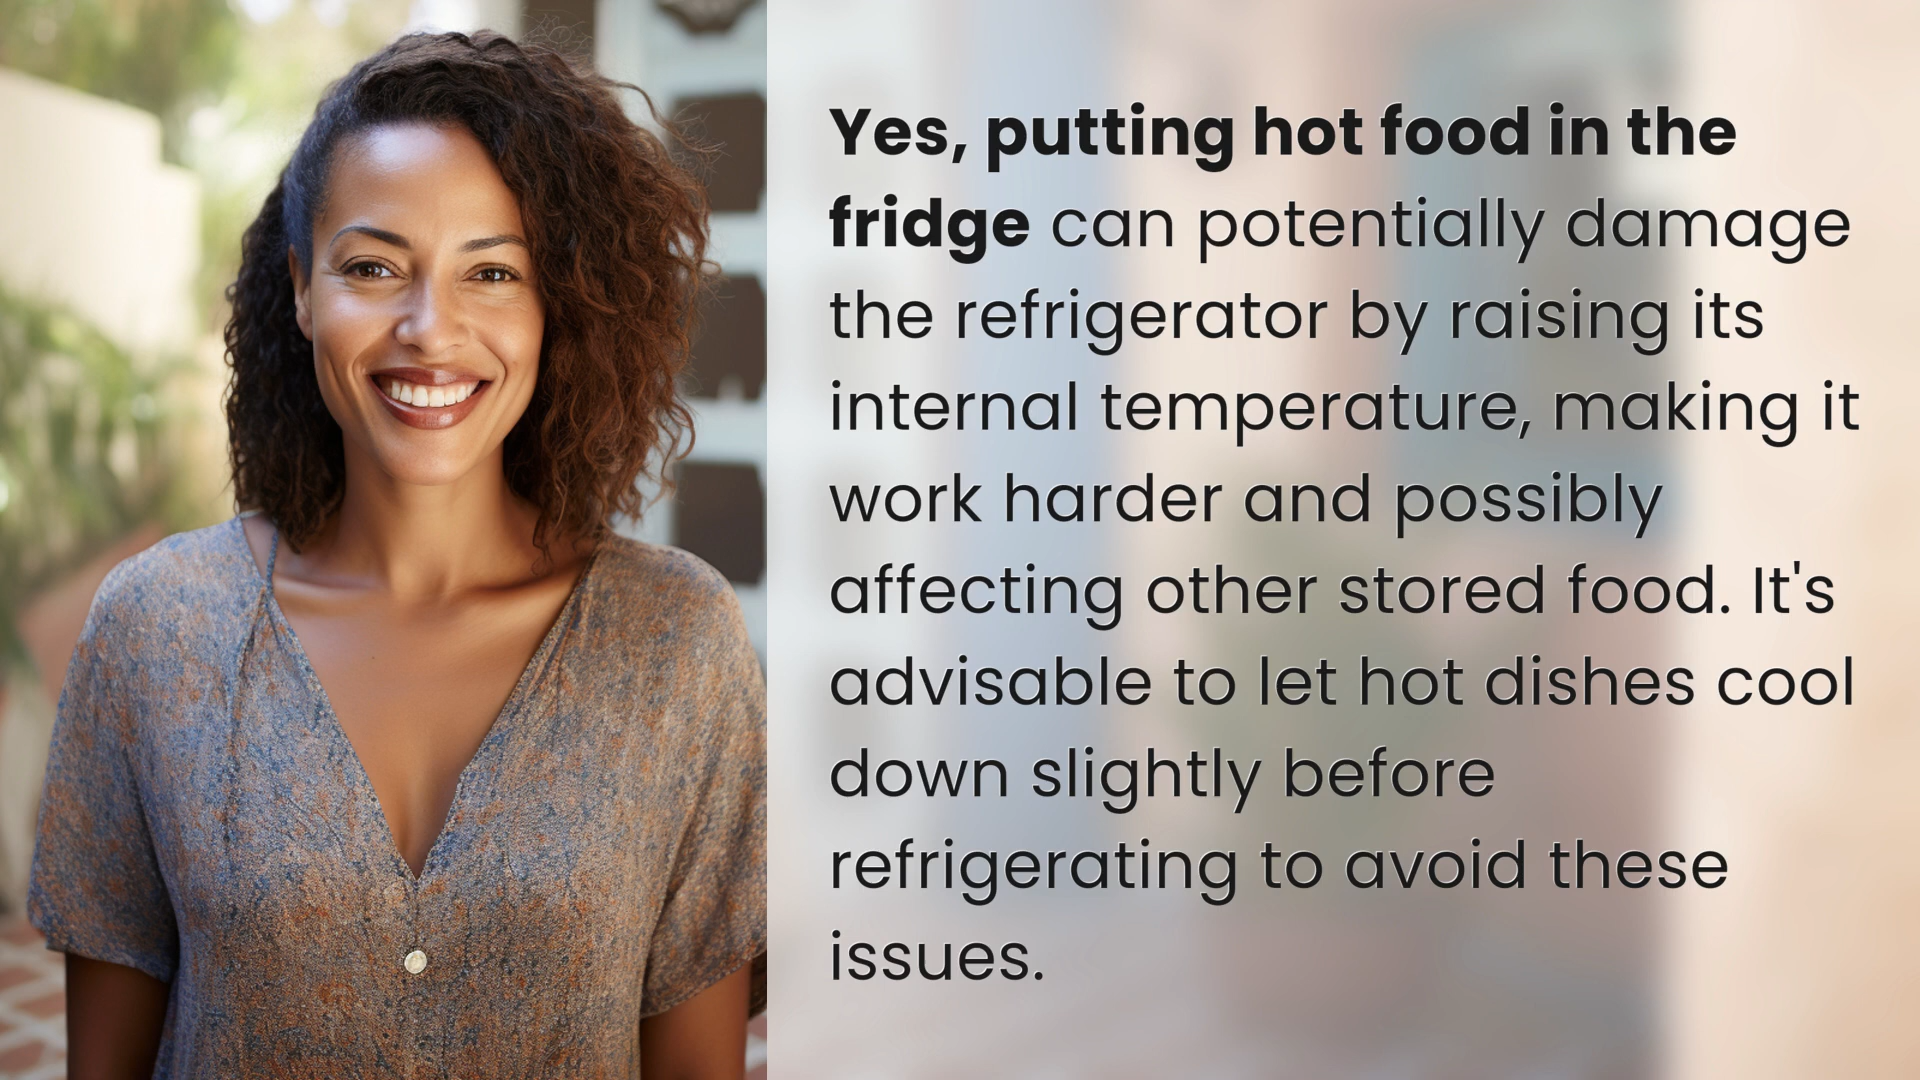 Yes, putting hot food in the
fridge can potentially damage
the refrigerator by raising its
internal temperature, making it
work harder and possibly
affecting other stored food. It's
advisable to let hot dishes cool
down slightly before
refrigerating to avoid these
issues.